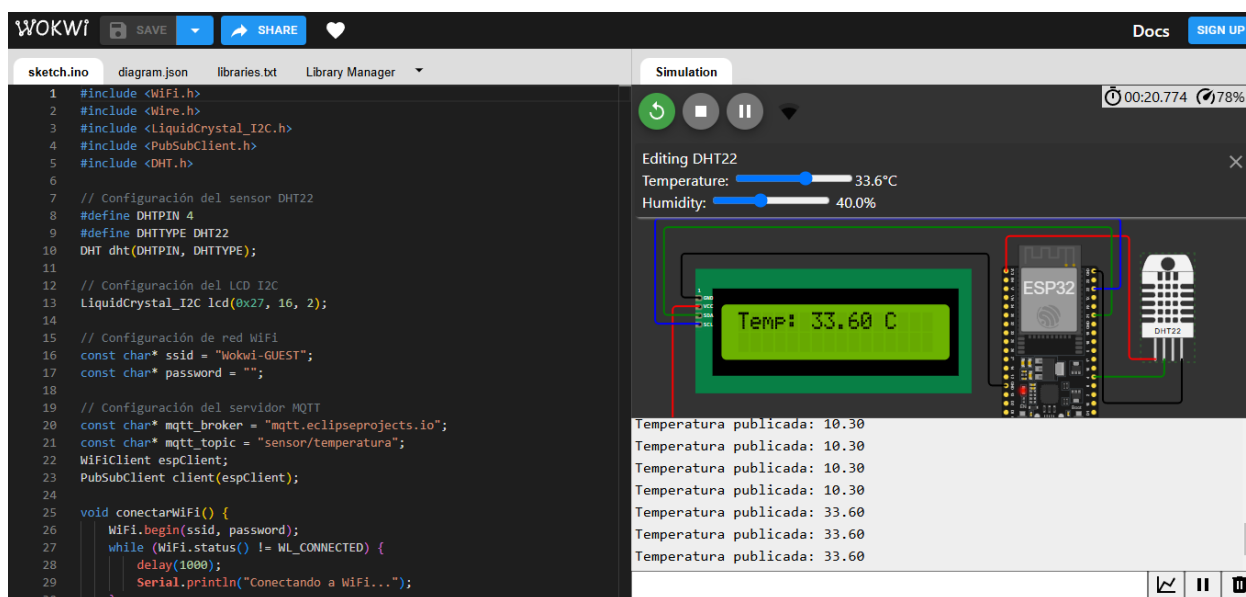 WOKWI SAVE SHARE Docs SIGN UP
sketch.ino diagram.json libraries.txt Library Manager
1 #include <WiFi.h>
2 #include <Wire.h>
3 #include <LiquidCrystal_I2C.h>
4 #include <PubSubClient.h>
5 #include <DHT.h>
6
7 // Configuración del sensor DHT22
8 #define DHTPIN 4
9 #define DHTTYPE DHT22
10 DHT dht(DHTPIN, DHTTYPE);
11
12 // Configuración del LCD I2C
13 LiquidCrystal_I2C lcd(0x27, 16, 2);
14
15 // Configuración de red WiFi
16 const char* ssid = "Wokwi-GUEST";
17 const char* password = "";
18
19 // Configuración del servidor MQTT
20 const char* mqtt_broker = "mqtt.eclipseprojects.io";
21 const char* mqtt_topic = "sensor/temperatura";
22 WiFiClient espClient;
23 PubSubClient client(espClient);
24
25 void conectarWiFi() {
26 WiFi.begin(ssid, password);
27 while (WiFi.status() != WL_CONNECTED) {
28 delay(1000);
29 Serial.println("Conectando a WiFi...");
Simulation
00:20.774 78%
Editing DHT22
Temperature: 33.6°C
Humidity: 40.0%
1
GND
VCC
SDA
SCL
Temp: 33.60 C
ESP32
DHT22
Temperatura publicada: 10.30
Temperatura publicada: 10.30
Temperatura publicada: 10.30
Temperatura publicada: 10.30
Temperatura publicada: 33.60
Temperatura publicada: 33.60
Temperatura publicada: 33.60